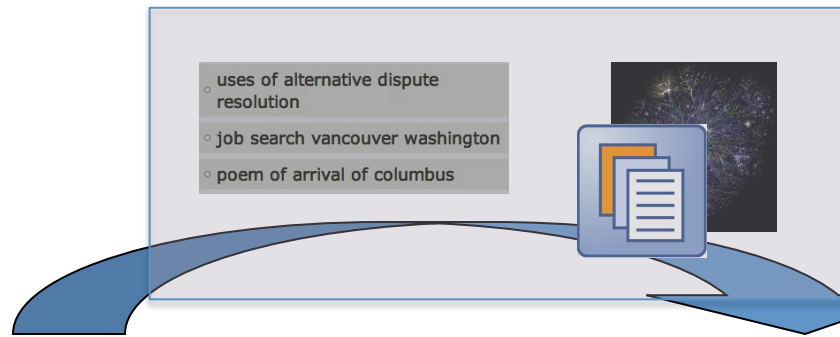 uses of alternative dispute
resolution
job search vancouver washington
poem of arrival of columbus